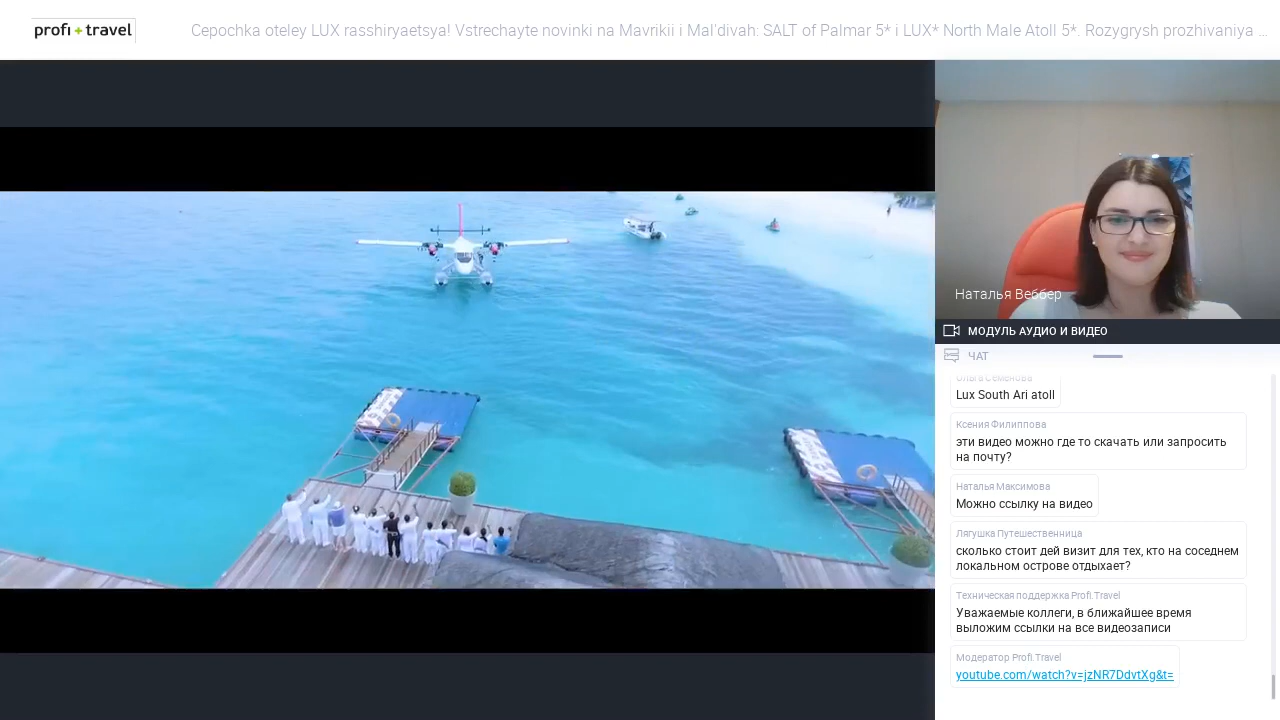 profi + travel
Cepochka oteley LUX rasshiryaetsya! Vstrechayte novinki na Mavrikii i Mal'divah: SALT of Palmar 5* i LUX* North Male Atoll 5*. Rozygrysh prozhivaniya ...
Наталья Веббер
МОДУЛЬ АУДИО И ВИДЕО
ЧАТ
Ольга Семенова
Lux South Ari atoll
Ксения Филиппова
эти видео можно где то скачать или запросить
на почту?
Наталья Максимова
Можно ссылку на видео
Лягушка Путешественница
сколько стоит дей визит для тех, кто на соседнем
локальном острове отдыхает?
Техническая поддержка Profi.Travel
Уважаемые коллеги, в ближайшее время
выложим ссылки на все видеозаписи
Модератор Profi.Travel
youtube.com/watch?v=jzNR7DdvtXg&t=